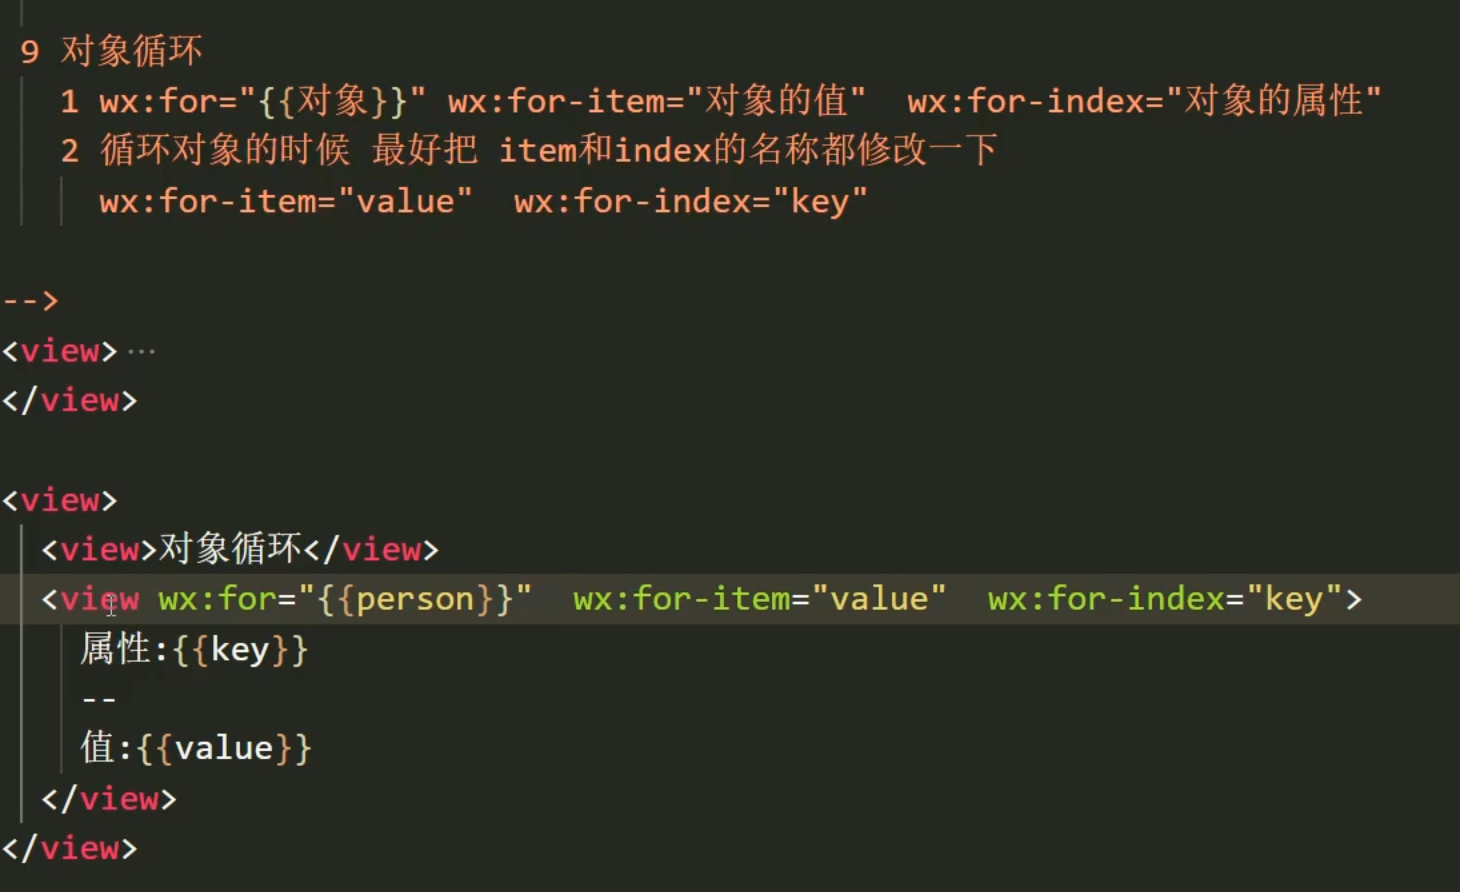 9 对象循环
1 wx:for="{{对象}}" wx:for-item="对象的值"  wx:for-index="对象的属性"
2 循环对象的时候 最好把 item和index的名称都修改一下
wx:for-item="value"  wx:for-index="key"
-->
<view>···
</view>
<view>
<view>对象循环</view>
<view wx:for="{{person}}"  wx:for-item="value"  wx:for-index="key">
属性:{{key}}
--
值:{{value}}
</view>
</view>